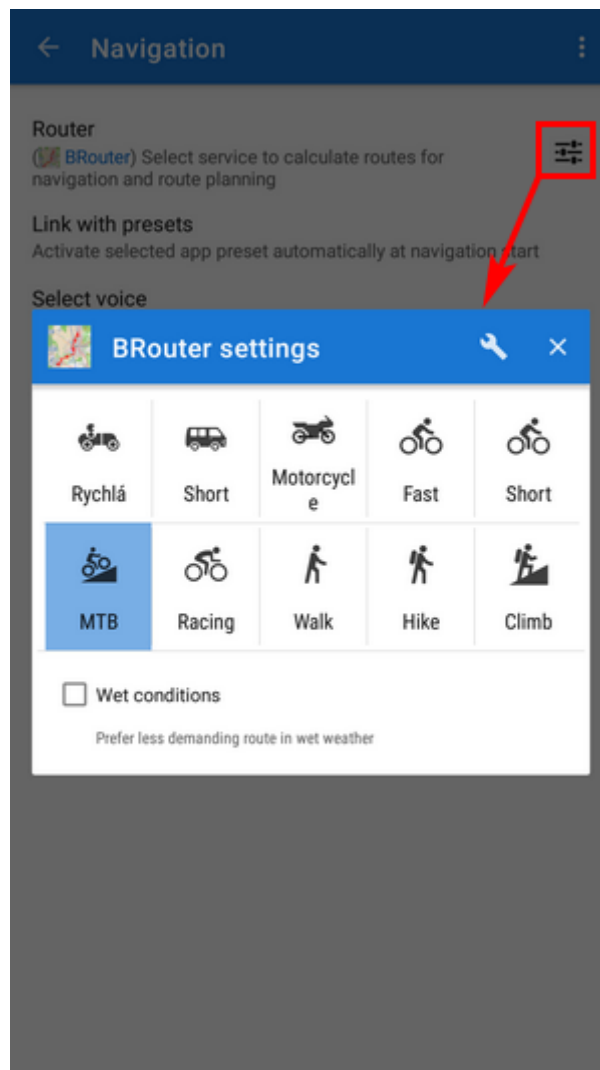 Navigation
Router
(BRouter) Select service to calculate routes for
navigation and route planning
Link with presets
Activate selected app preset automatically at navigation start
Select voice
BRouter settings
Rychlá
Short
Motorcycl
e
Fast
Short
MTB
Racing
Walk
Hike
Climb
Wet conditions
Prefer less demanding route in wet weather